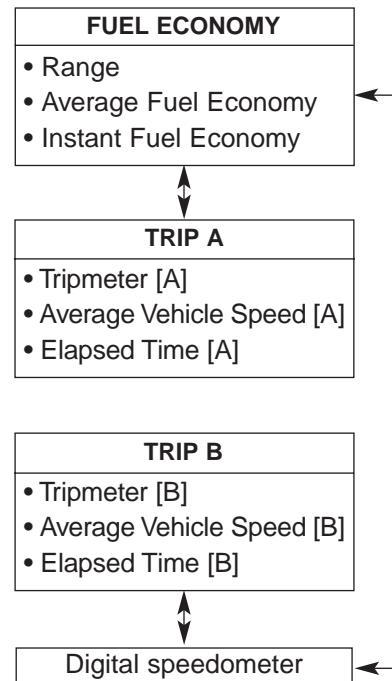 FUEL ECONOMY
• Range
• Average Fuel Economy
• Instant Fuel Economy
TRIP A
• Tripmeter [A]
• Average Vehicle Speed [A]
• Elapsed Time [A]
TRIP B
• Tripmeter [B]
• Average Vehicle Speed [B]
• Elapsed Time [B]
Digital speedometer